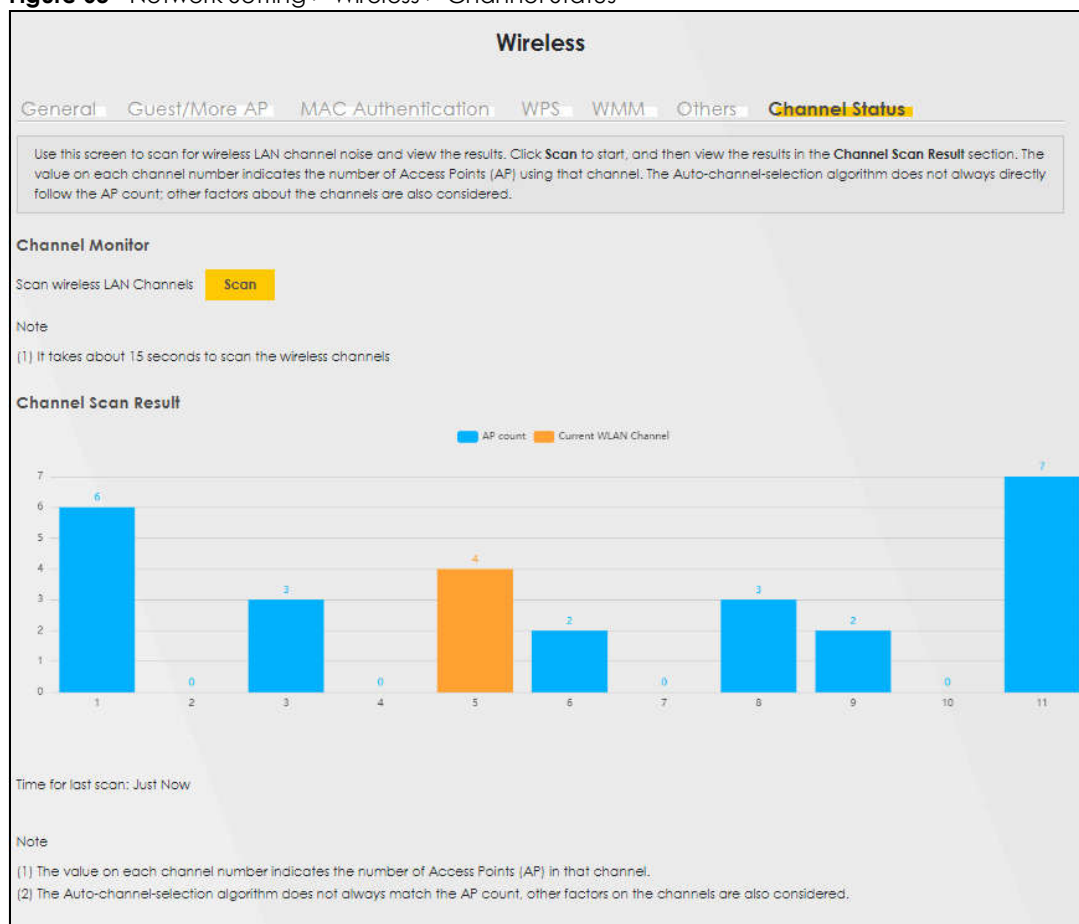 Wireless
General Guest/More AP MAC Authentication WPS WMM Others Channel Status
Use this screen to scan for wireless LAN channel noise and view the results. Click Scan to start, and then view the results in the Channel Scan Result section. The
value on each channel number indicates the number of Access Points (AP) using that channel. The Auto-channel-selection algorithm does not always directly
follow the AP count; other factors about the channels are also considered.
Channel Monitor
Scan wireless LAN Channels Scan
Note
(1) It takes about 15 seconds to scan the wireless channels
Channel Scan Result
AP count Current WLAN Channel
7
6
5
4
3
2
1
0
6 0 3 0 4 2 0 3 2 0 7
1 2 3 4 5 6 7 8 9 10 11
Time for last scan: Just Now
Note
(1) The value on each channel number indicates the number of Access Points (AP) in that channel.
(2) The Auto-channel-selection algorithm does not always match the AP count, other factors on the channels are also considered.